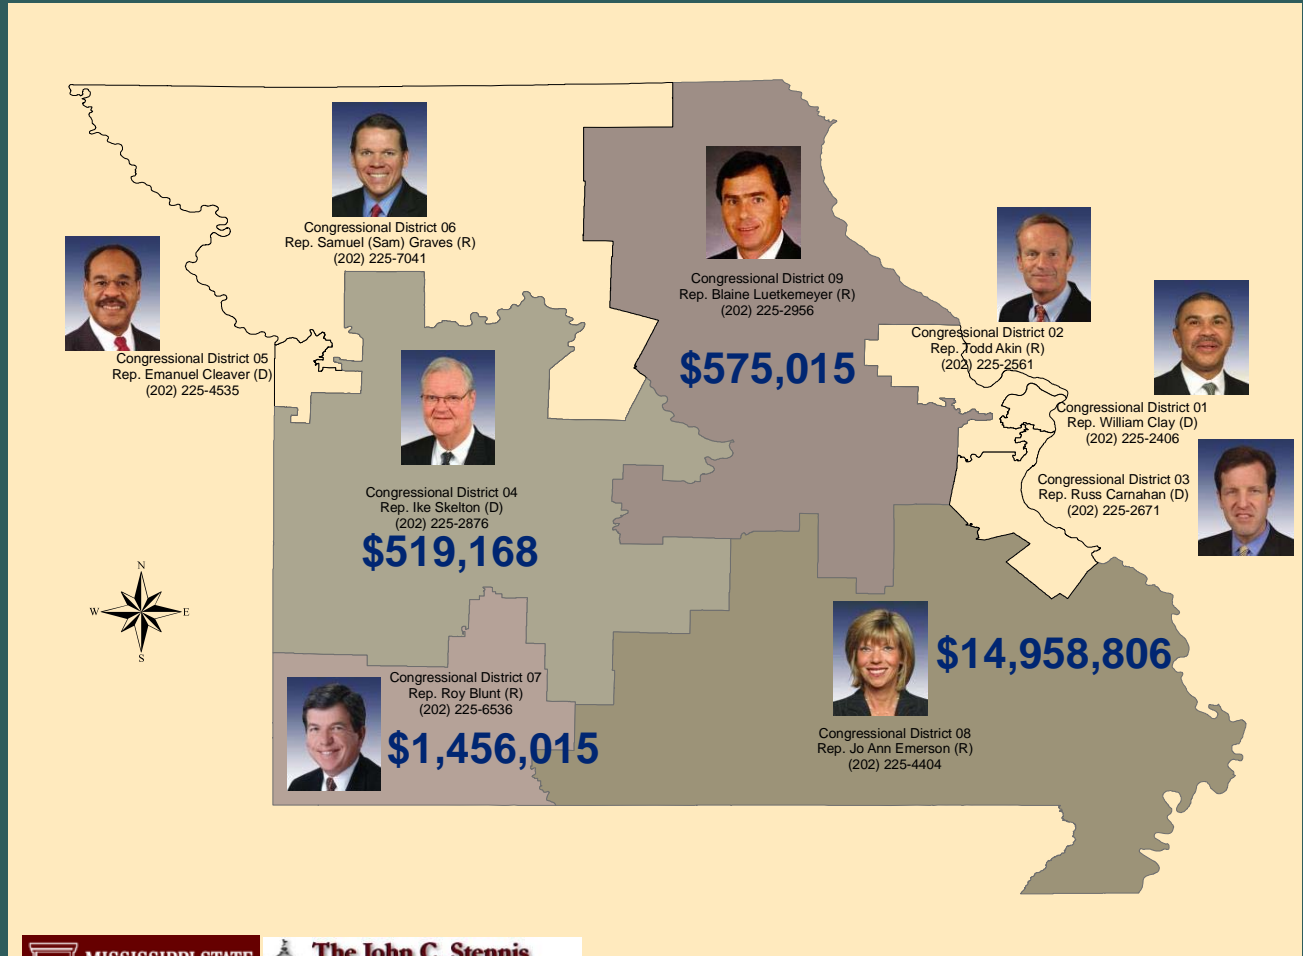 Congressional District 06
Rep. Samuel (Sam) Graves (R)
(202) 225-7041
Congressional District 05
Rep. Emanuel Cleaver (D)
(202) 225-4535
Congressional District 09
Rep. Blaine Luetkemeyer (R)
(202) 225-2956
$575,015
Congressional District 02
Rep. Todd Akin (R)
(202) 225-2561
Congressional District 01
Rep. William Clay (D)
(202) 225-2406
Congressional District 03
Rep. Russ Carnahan (D)
(202) 225-2671
Congressional District 04
Rep. Ike Skelton (D)
(202) 225-2876
$519,168
N
W
E
S
Congressional District 07
Rep. Roy Blunt (R)
(202) 225-6536
$1,456,015
$14,958,806
Congressional District 08
Rep. Jo Ann Emerson (R)
(202) 225-4404
MISSISSIPPI STATE
The John C. Stennis